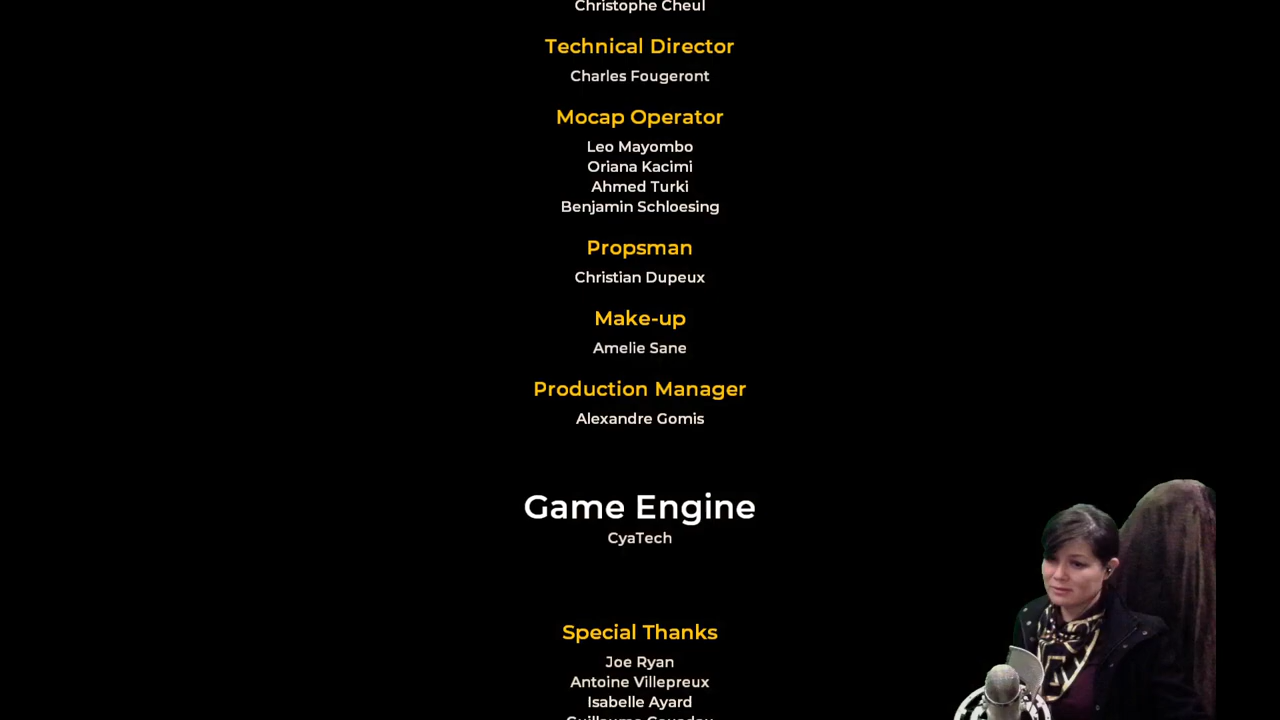 Christophe Cheul
Technical Director
Charles Fougeront
Mocap Operator
Leo Mayombo
Oriana Kacimi
Ahmed Turki
Benjamin Schloesing
Propsman
Christian Dupeux
Make-up
Amelie Sane
Production Manager
Alexandre Gomis
Game Engine
CyaTech
Special Thanks
Joe Ryan
Antoine Villepreux
Isabelle Ayard
Guillaume